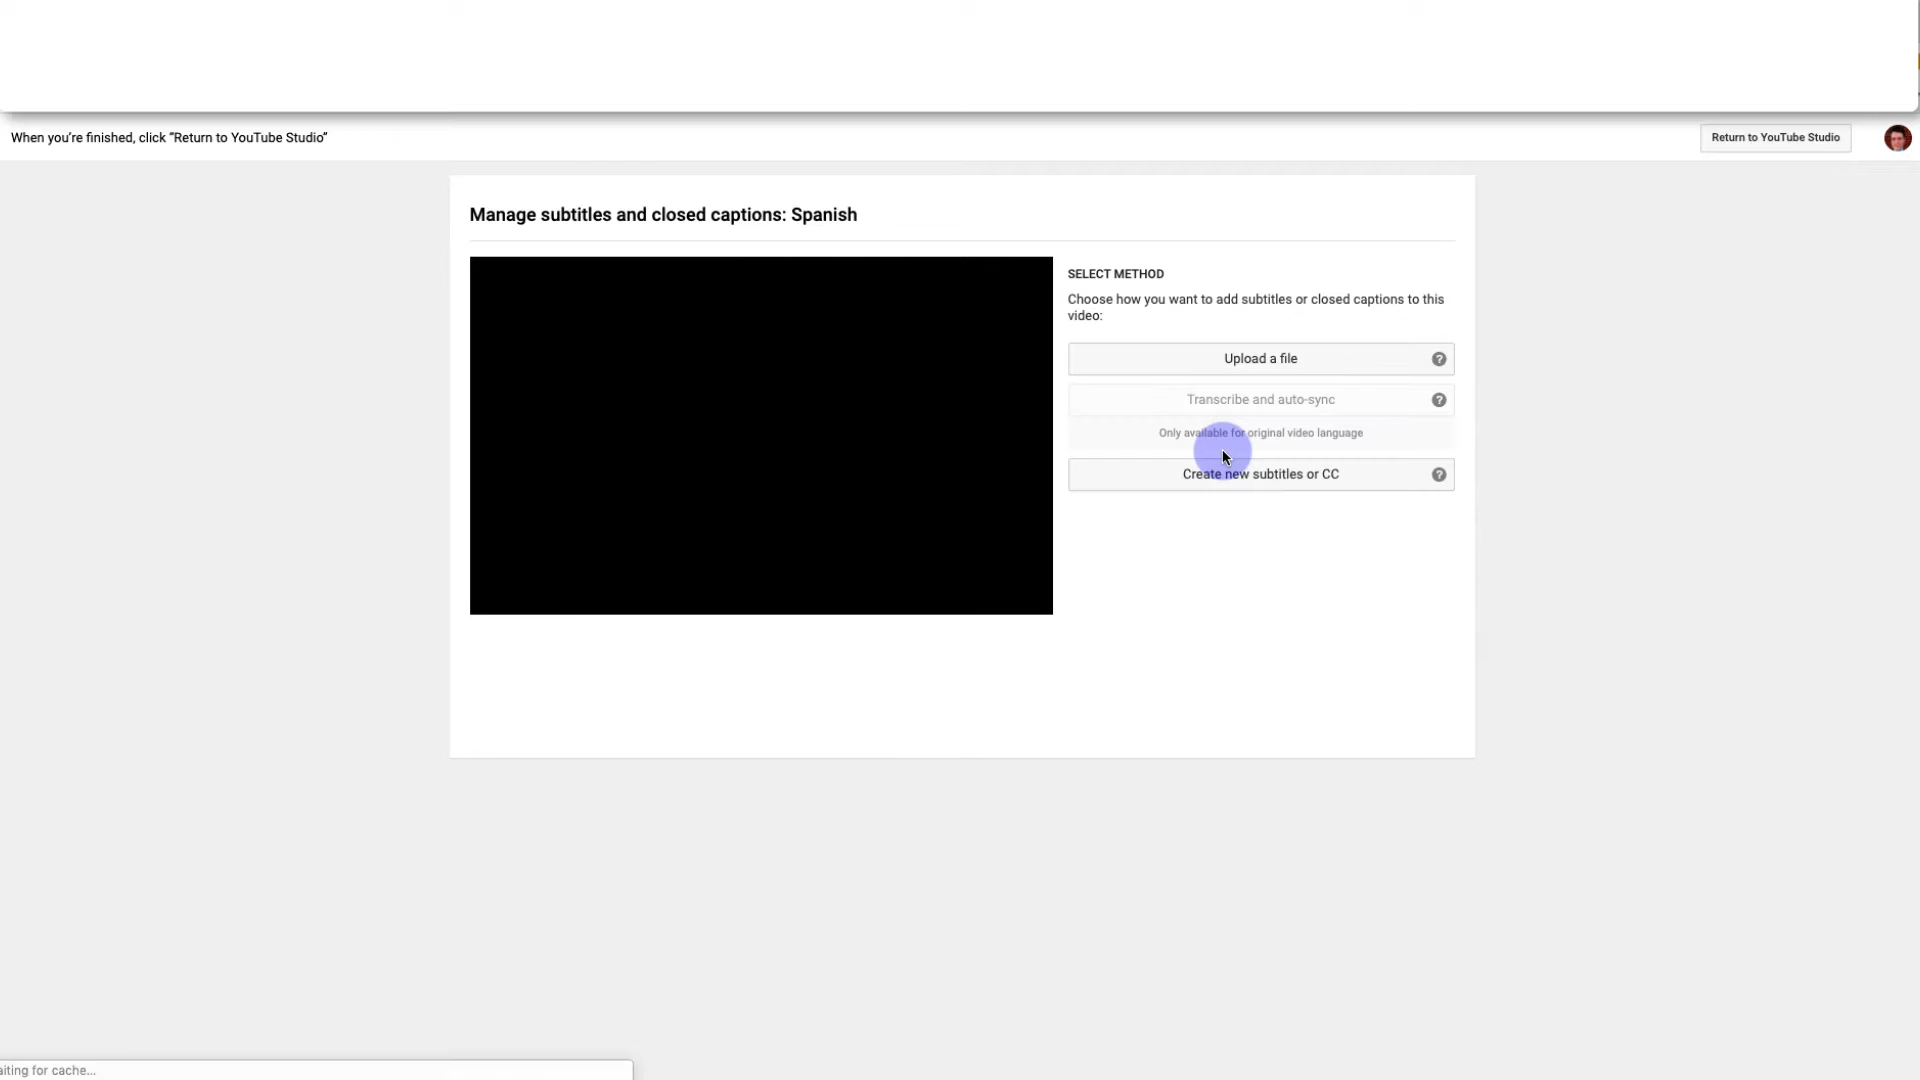 When you're finished, click “Return to YouTube Studio”
Return to YouTube Studio
Manage subtitles and closed captions: Spanish
SELECT METHOD
Choose how you want to add subtitles or closed captions to this
video:
Upload a file
?
Transcribe and auto-sync
?
Only available for original video language
Create new subtitles or CC
?
aiting for cache...